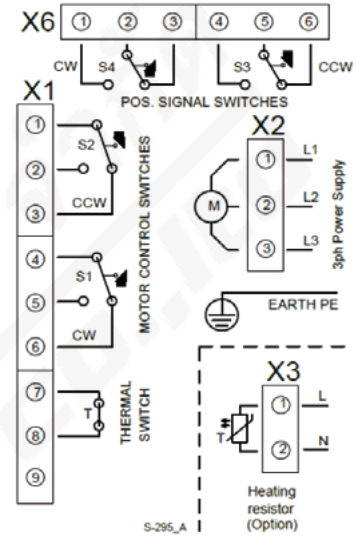 X6 1 2 3 4 5 6
CW S4 S3 CCW
POS. SIGNAL SWITCHES
X1
1
2
3
4
5
6
7
8
9
S2
CCW
S1
CW
MOTOR CONTROL SWITCHES
T
THERMAL
SWITCH
X2
1 L1
M 2 L2
3 L3
3ph Power Supply
EARTH PE
X3
1 L
T
2 N
Heating
resistor
(Option)
S-295_A